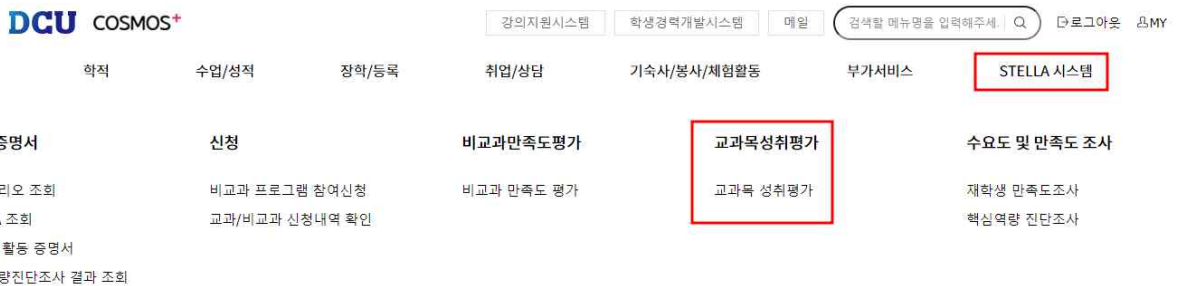 DCU COSMOS+ 강의지원시스템 학생경력개발시스템 메일 검색할 메뉴명을 입력해주세. 로그아웃 MY
학적 수업/성적 장학/등록 취업/상담 기숙사/봉사/체험활동 부가서비스 STELLA 시스템
증명서 신청 비교과만족도평가 교과목성취평가 수요도 및 만족도 조사
리오 조회 비교과 프로그램 참여신청 비교과 만족도 평가 교과목 성취평가 재학생 만족도조사
조회 교과/비교과 신청내역 확인 핵심역량 진단조사
활동 증명서
량진단조사 결과 조회